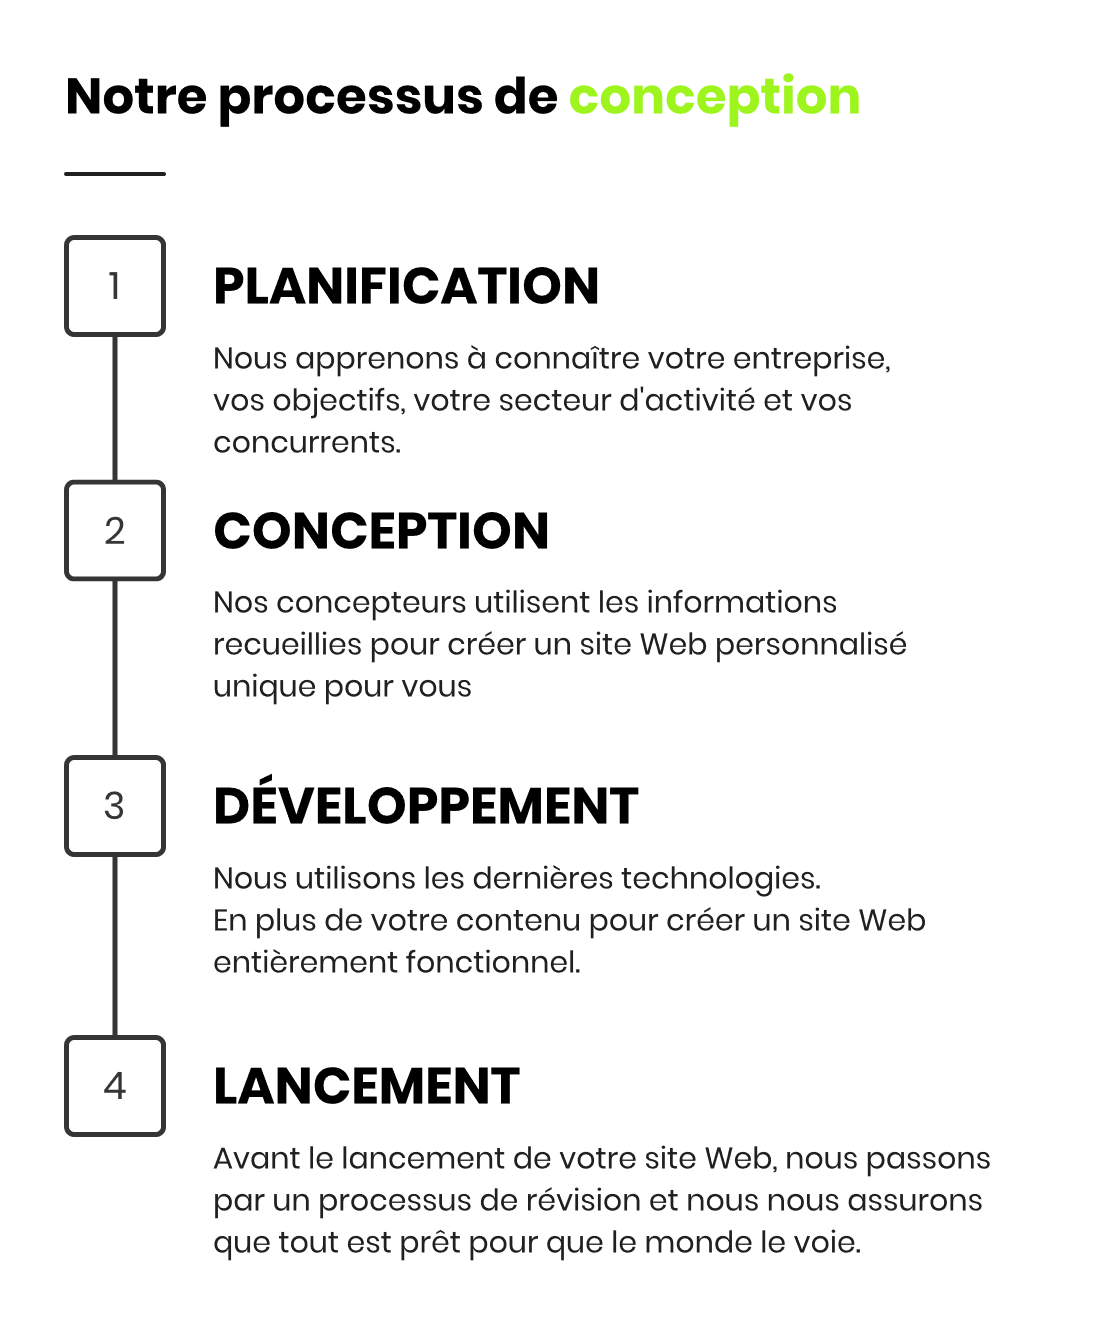 Notre processus de conception
1
PLANIFICATION
Nous apprenons à connaître votre entreprise,
vos objectifs, votre secteur d'activité et vos
concurrents.
2
CONCEPTION
Nos concepteurs utilisent les informations
recueillies pour créer un site Web personnalisé
unique pour vous
3
DÉVELOPPEMENT
Nous utilisons les dernières technologies.
En plus de votre contenu pour créer un site Web
entièrement fonctionnel.
4
LANCEMENT
Avant le lancement de votre site Web, nous passons
par un processus de révision et nous nous assurons
que tout est prêt pour que le monde le voie.